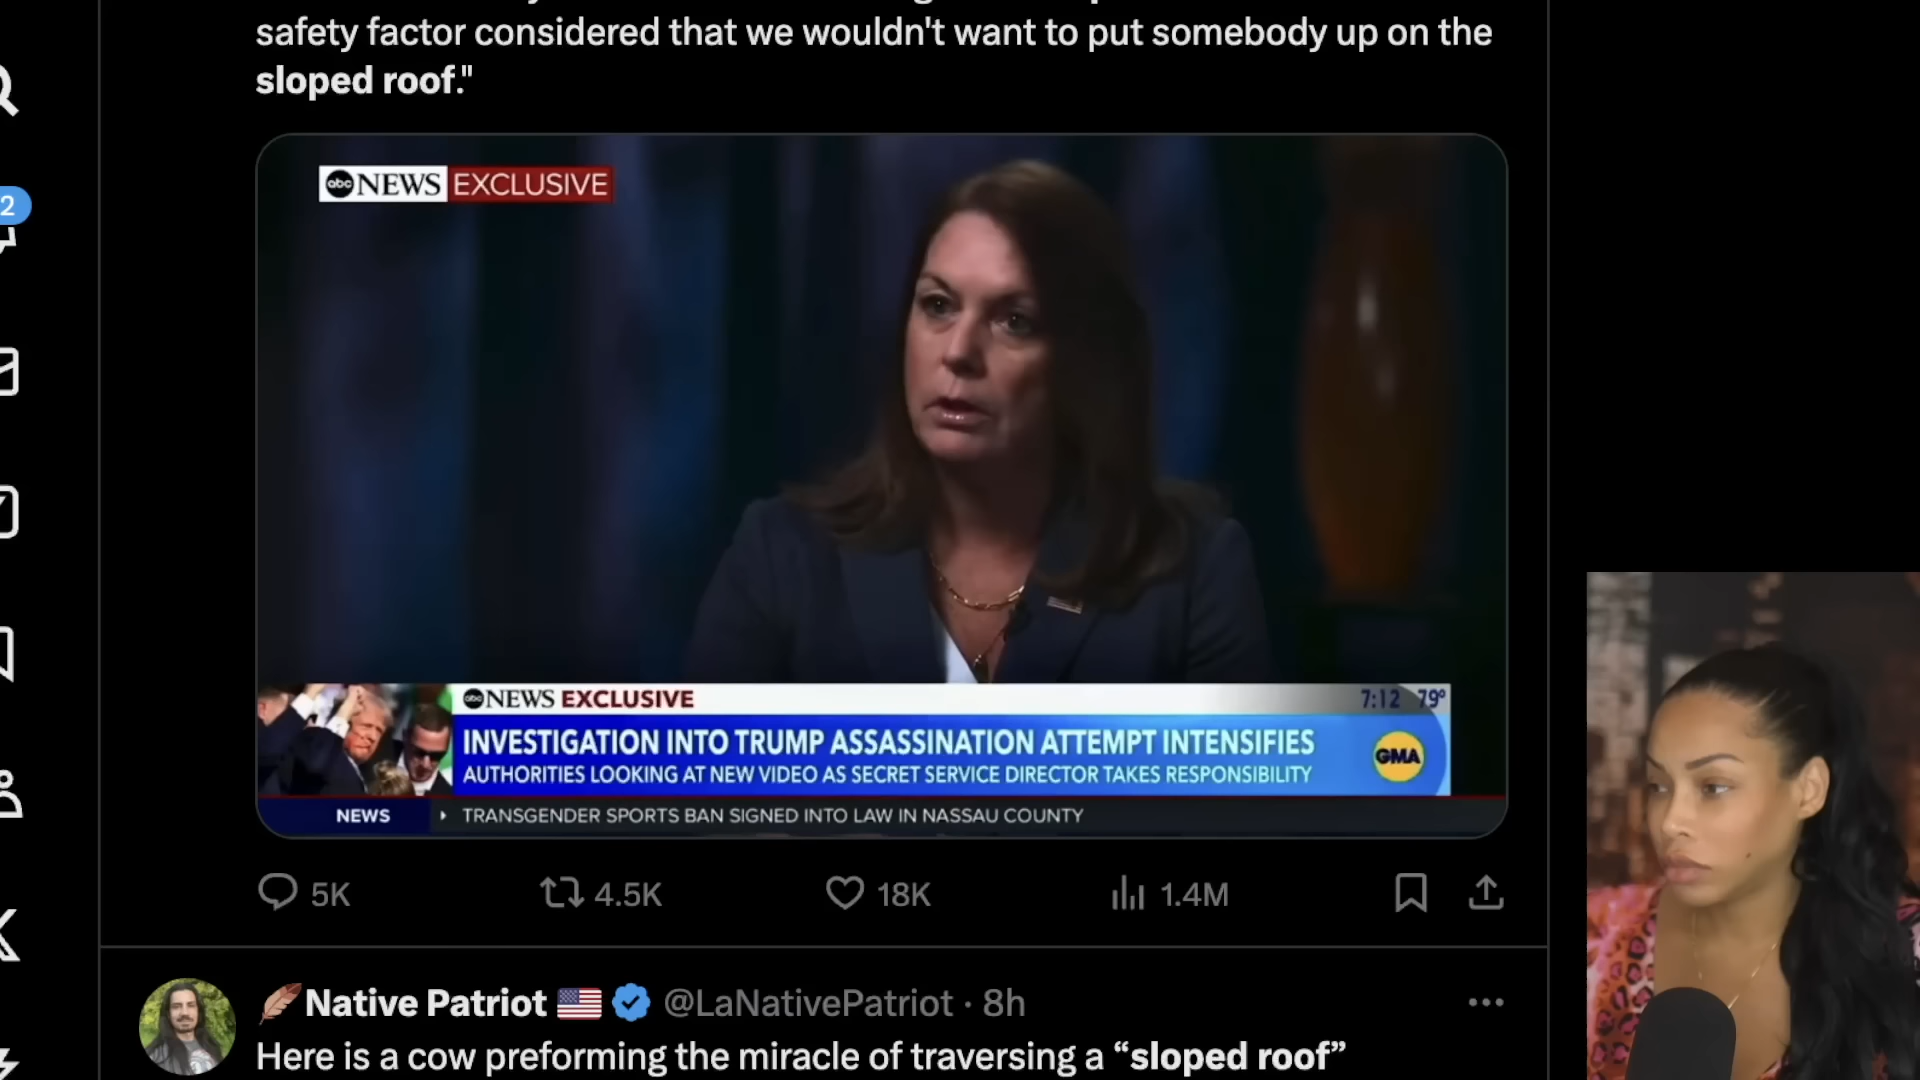 safety factor considered that we wouldn't want to put somebody up on the
sloped roof."
abc NEWS EXCLUSIVE
2
abc NEWS EXCLUSIVE
7:12 79°
INVESTIGATION INTO TRUMP ASSASSINATION ATTEMPT INTENSIFIES
AUTHORITIES LOOKING AT NEW VIDEO AS SECRET SERVICE DIRECTOR TAKES RESPONSIBILITY
GMA
NEWS TRANSGENDER SPORTS BAN SIGNED INTO LAW IN NASSAU COUNTY
5K 4.5K 18K 1.4M
Native Patriot @LaNativePatriot · 8h
Here is a cow preforming the miracle of traversing a “sloped roof”